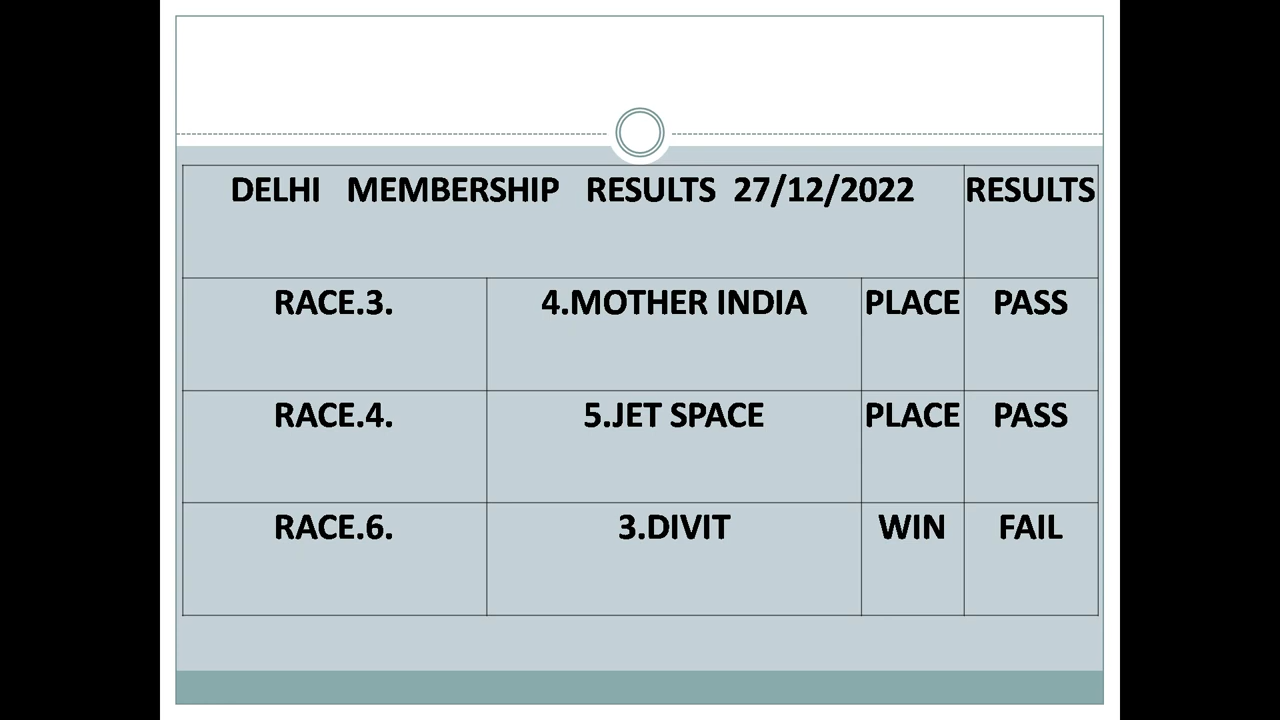 DELHI MEMBERSHIP RESULTS 27/12/2022 RESULTS
RACE.3. 4.MOTHER INDIA PLACE PASS
RACE.4. 5.JET SPACE PLACE PASS
RACE.6. 3.DIVIT WIN FAIL